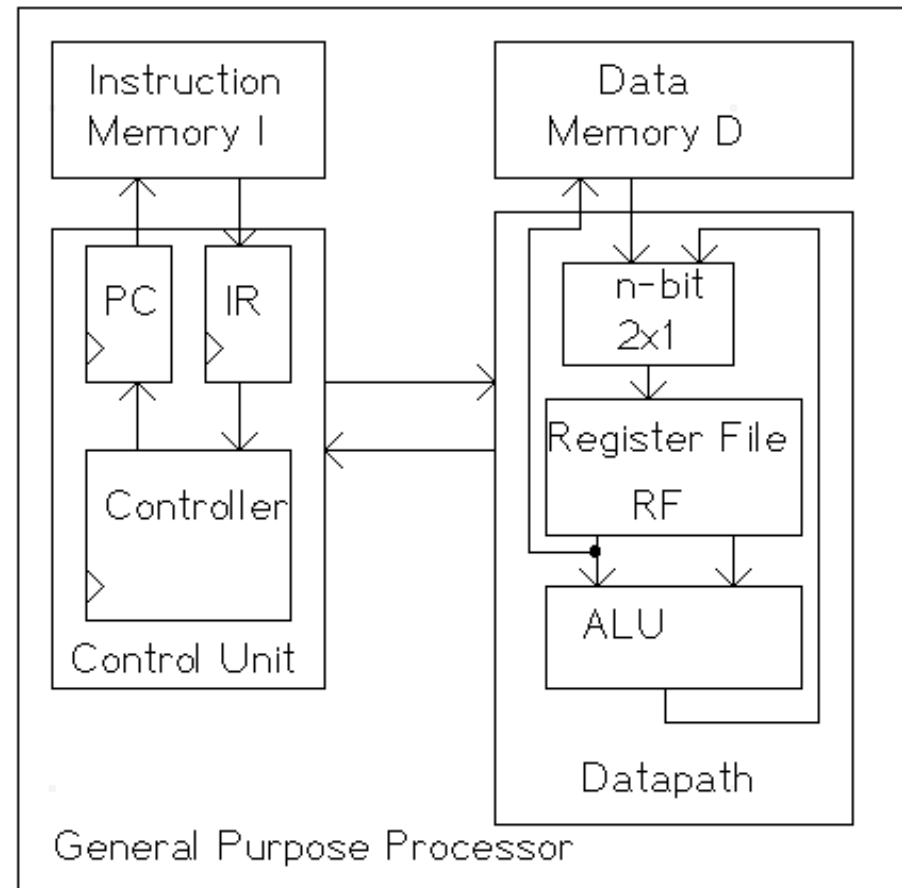 Instruction
Memory I
Data
Memory D
PC
IR
n-bit
2x1
Register File
RF
Controller
ALU
Control Unit
Datapath
General Purpose Processor